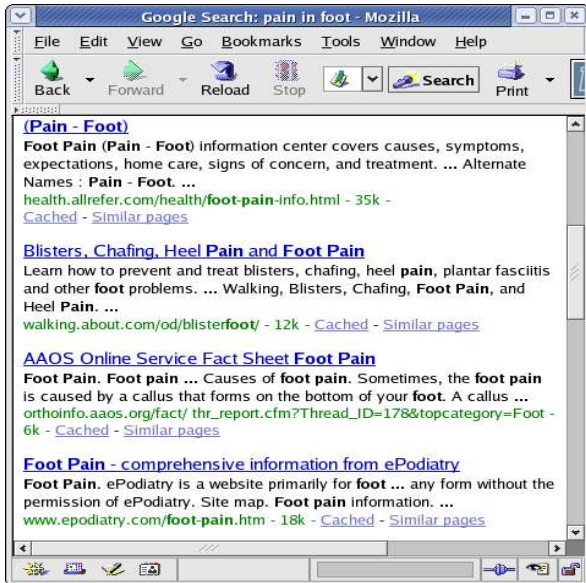 Google Search: pain in foot - Mozilla
File Edit View Go Bookmarks Tools Window Help
Back Forward Reload Stop Search Print
(Pain - Foot)
Foot Pain (Pain - Foot) information center covers causes, symptoms,
expectations, home care, signs of concern, and treatment. ... Alternate
Names : Pain - Foot. ...
health.allrefer.com/health/foot-pain-info.html - 35k -
Cached - Similar pages
Blisters, Chafing, Heel Pain and Foot Pain
Learn how to prevent and treat blisters, chafing, heel pain, plantar fasciitis
and other foot problems. ... Walking, Blisters, Chafing, Foot Pain, and
Heel Pain. ...
walking.about.com/od/blisterfoot/ - 12k - Cached - Similar pages
AAOS Online Service Fact Sheet Foot Pain
Foot Pain. Foot pain ... Causes of foot pain. Sometimes, the foot pain
is caused by a callus that forms on the bottom of your foot. A callus ...
orthoinfo.aaos.org/fact/ thr_report.cfm?Thread_ID=178&topcategory=Foot -
6k - Cached - Similar pages
Foot Pain - comprehensive information from ePodiatry
Foot Pain. ePodiatry is a website primarily for foot ... any form without the
permission of ePodiatry. Site map. Foot pain information. ...
www.epodiatry.com/foot-pain.htm - 18k - Cached - Similar pages